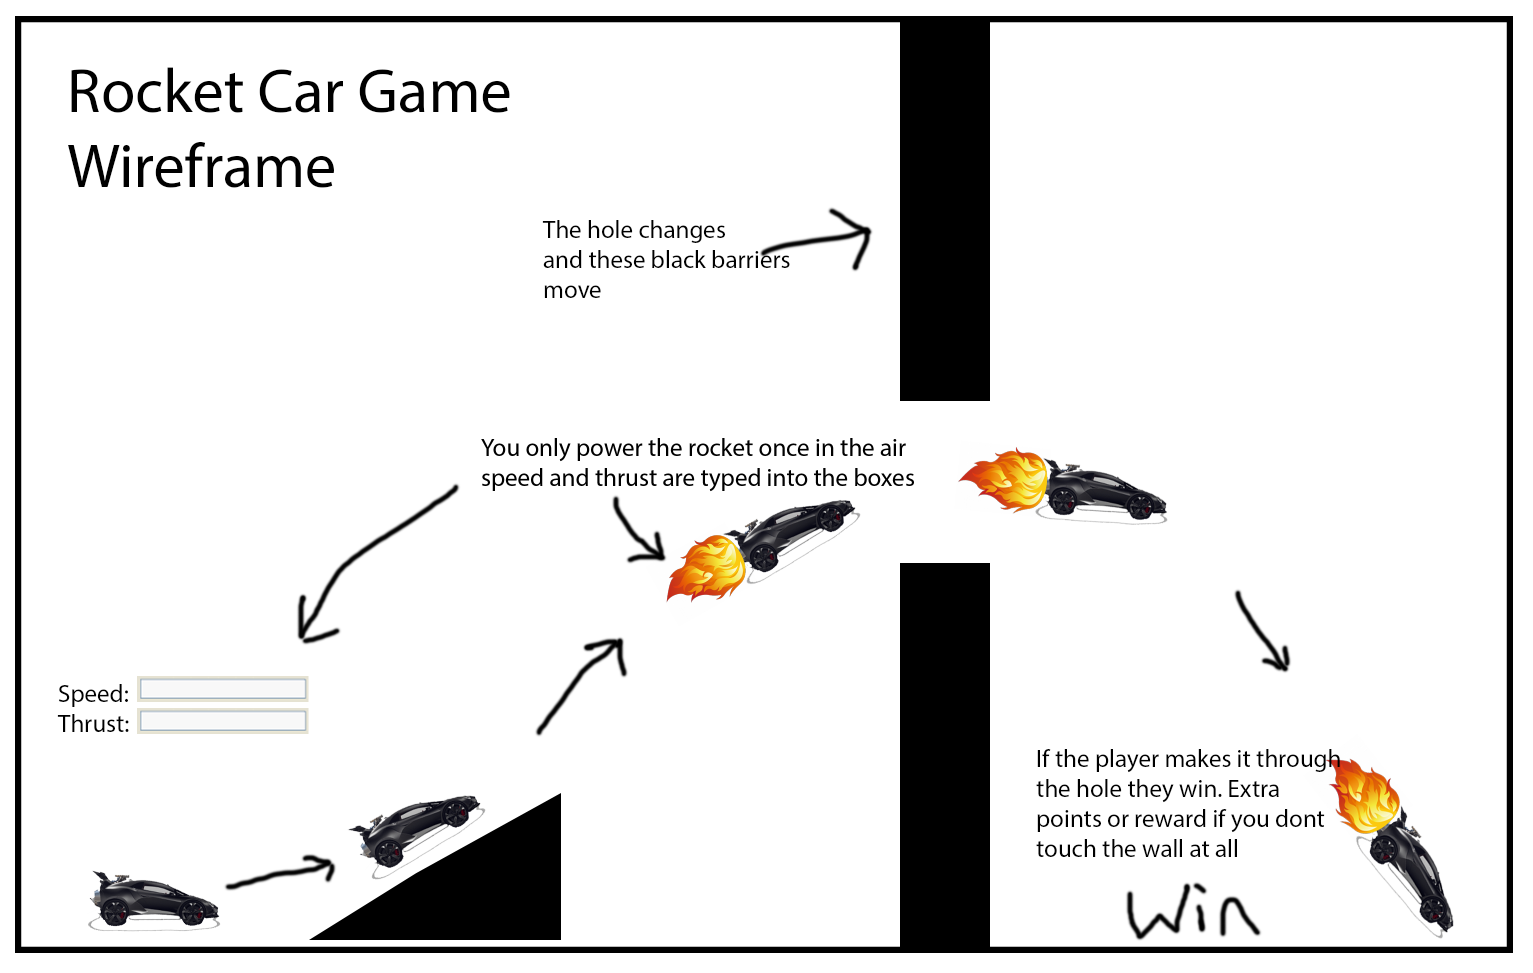 Rocket Car Game
Wireframe
The hole changes
and these black barriers
move
You only power the rocket once in the air
speed and thrust are typed into the boxes
Speed:
Thrust:
If the player makes it through
the hole they win. Extra
points or reward if you dont
touch the wall at all
Win